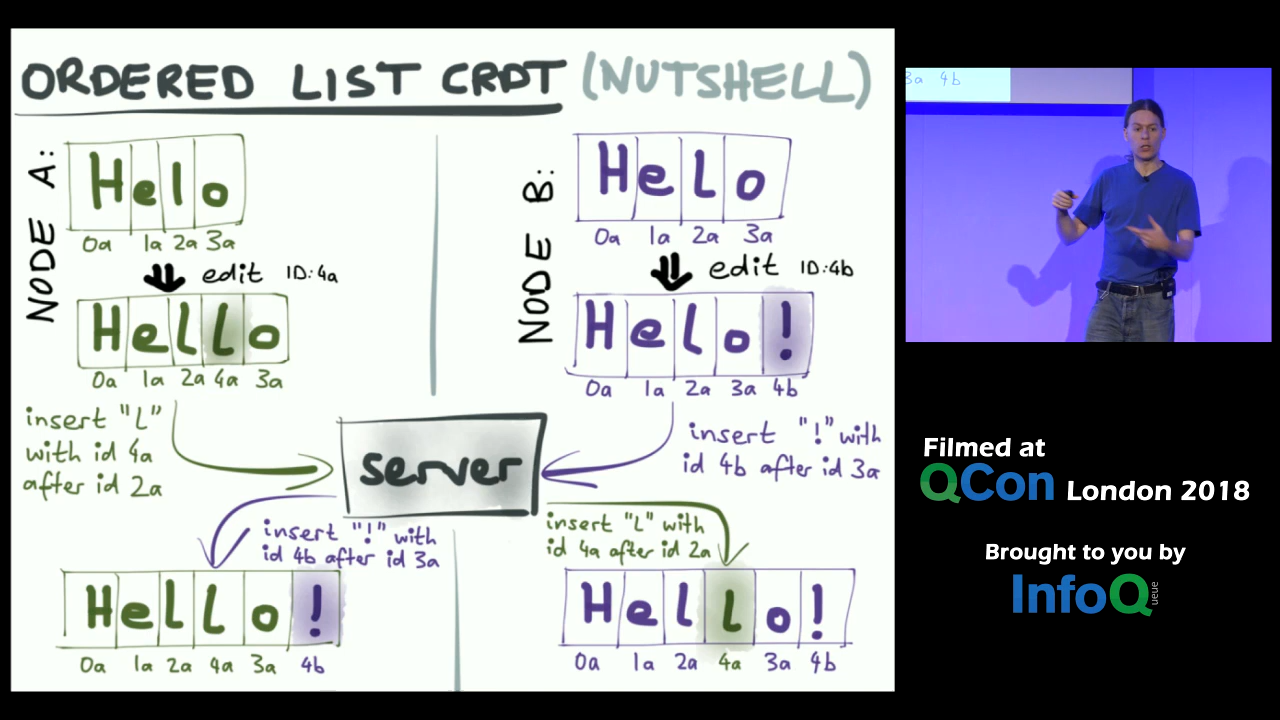 ORDERED LIST CRDT (NUTSHELL)
NODE A:
Helo
0a 1a 2a 3a
edit ID:4a
HelLo
0a 1a 2a 4a 3a
insert "L"
with id 4a
after id 2a
NODE B:
HeLo
0a 1a 2a 3a
edit ID:4b
HeLo!
0a 1a 2a 3a 4b
insert "!" with
id 4b after id 3a
server
insert "!" with
id 4b after id 3a
HelLo!
0a 1a 2a 4a 3a 4b
insert "L" with
id 4a after id 2a
HelLo!
0a 1a 2a 4a 3a 4b
3a 4b
Filmed at
QCon London 2018
Brought to you by
InfoQueue